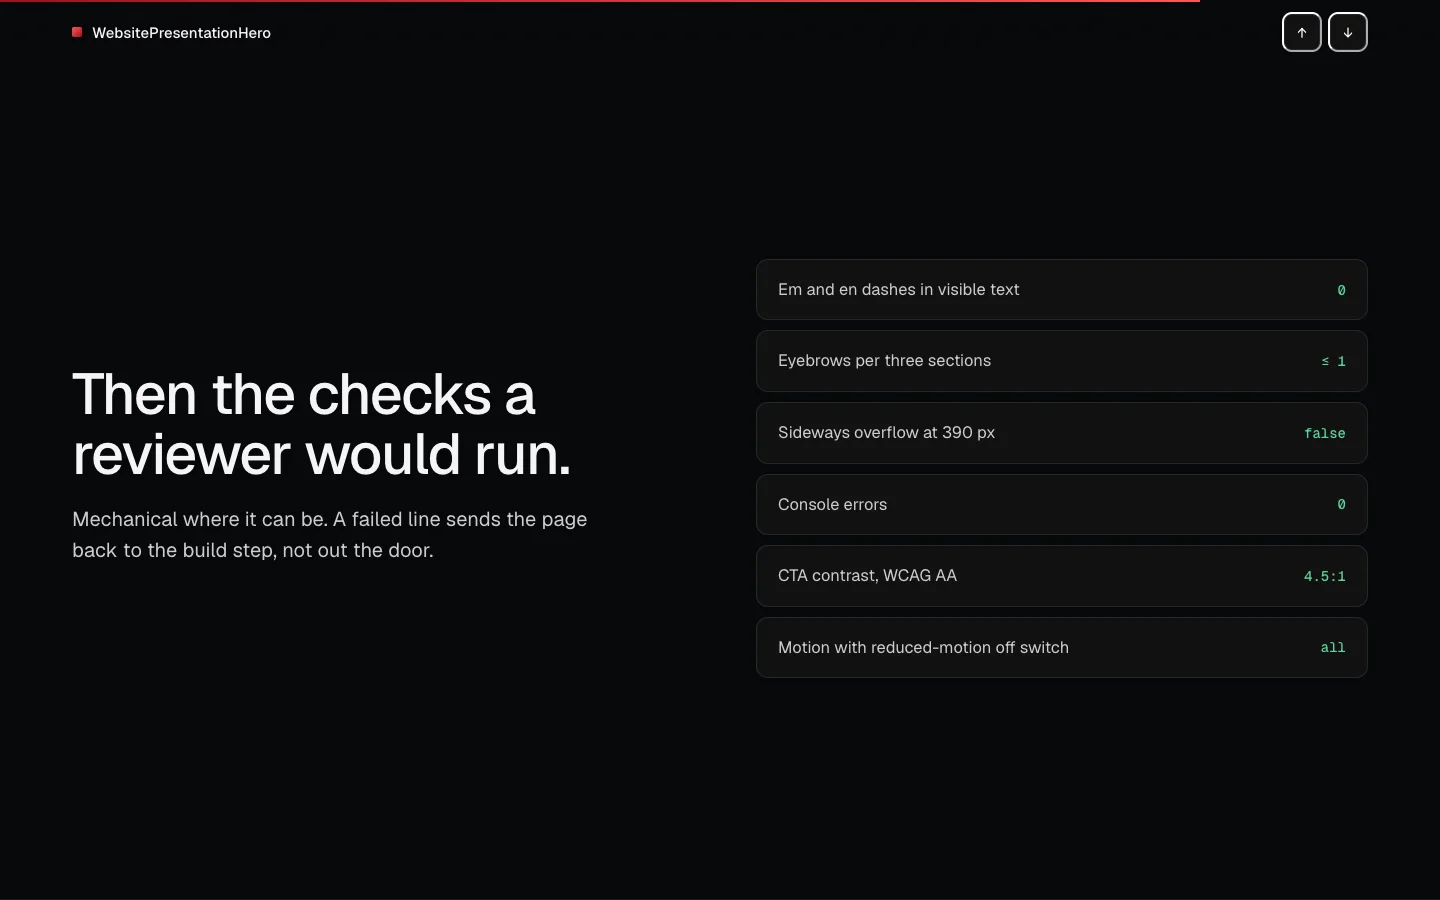 WebsitePresentationHero
↑ ↓
Then the checks a
reviewer would run.
Mechanical where it can be. A failed line sends the page
back to the build step, not out the door.
Em and en dashes in visible text 0
Eyebrows per three sections ≤ 1
Sideways overflow at 390 px false
Console errors 0
CTA contrast, WCAG AA 4.5:1
Motion with reduced-motion off switch all